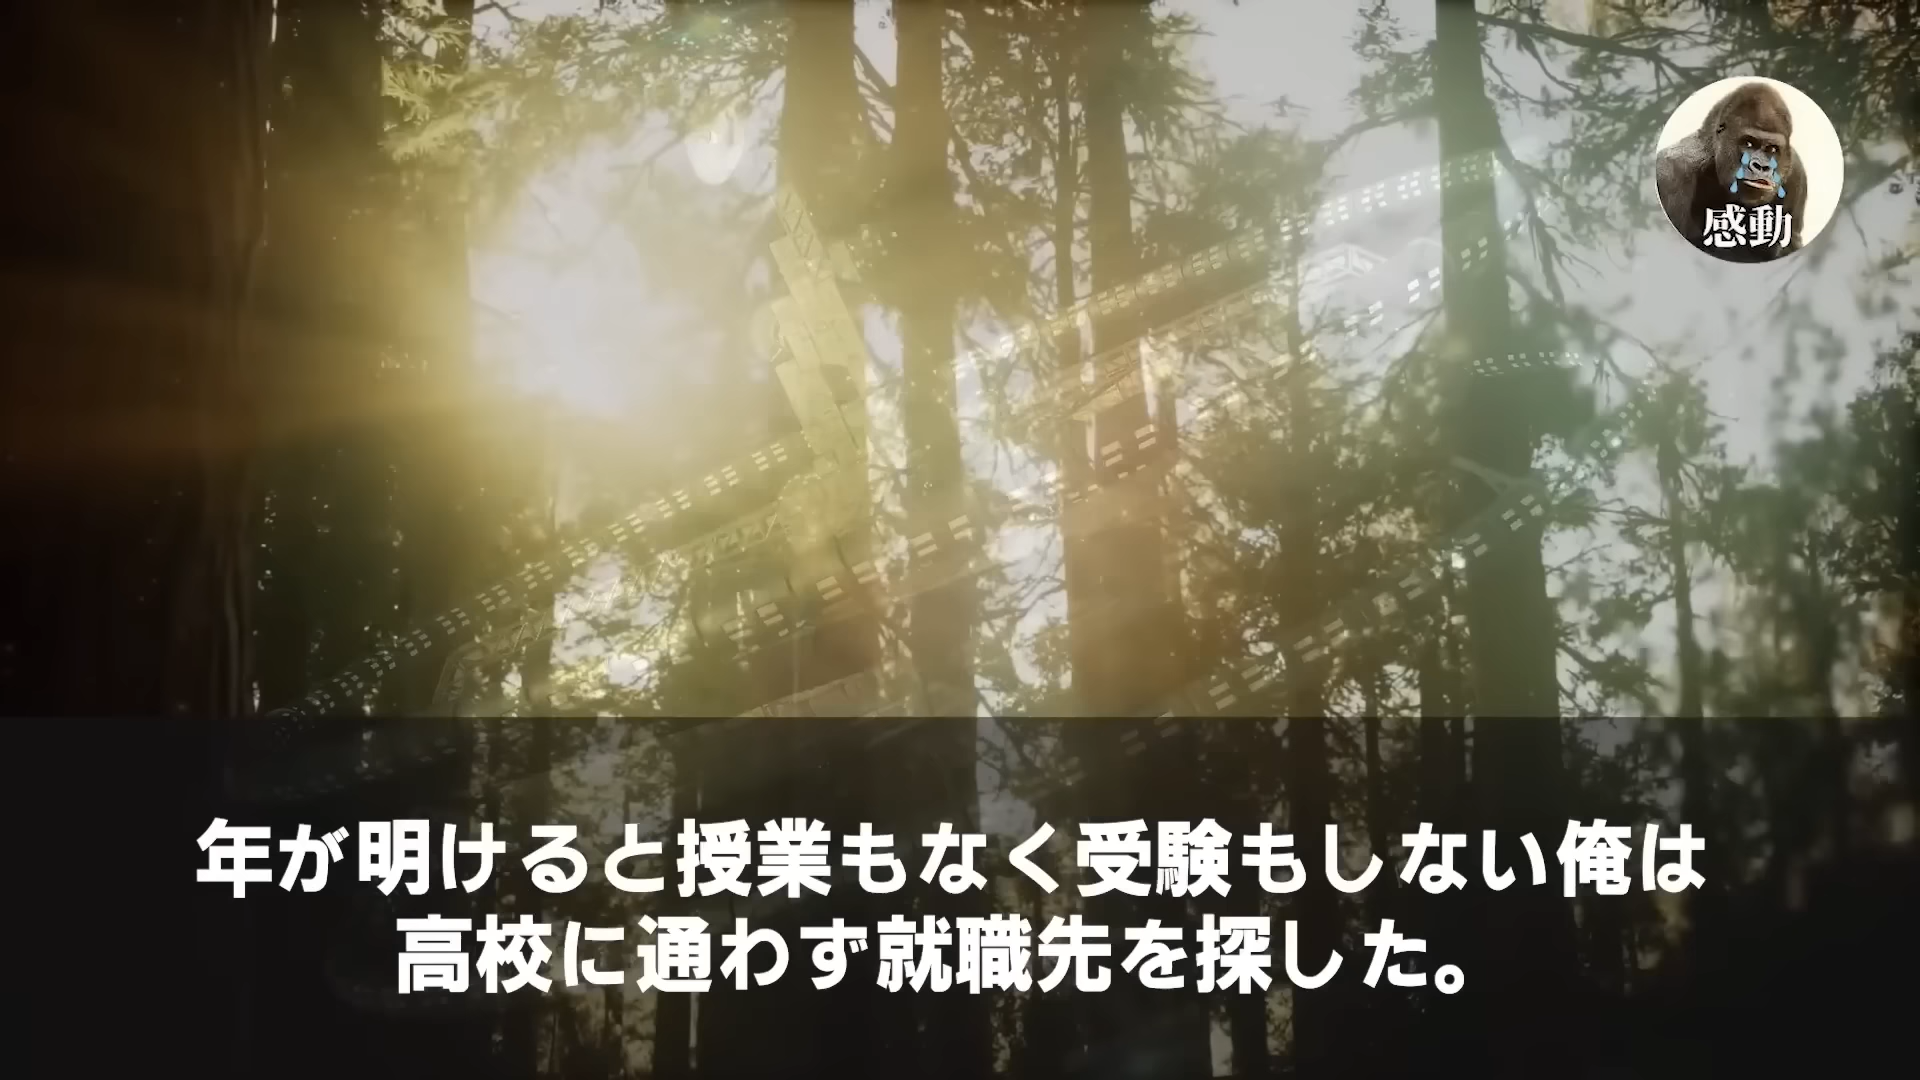 感動
年が明けると授業もなく受験もしない俺は
高校に通わず就職先を探した。